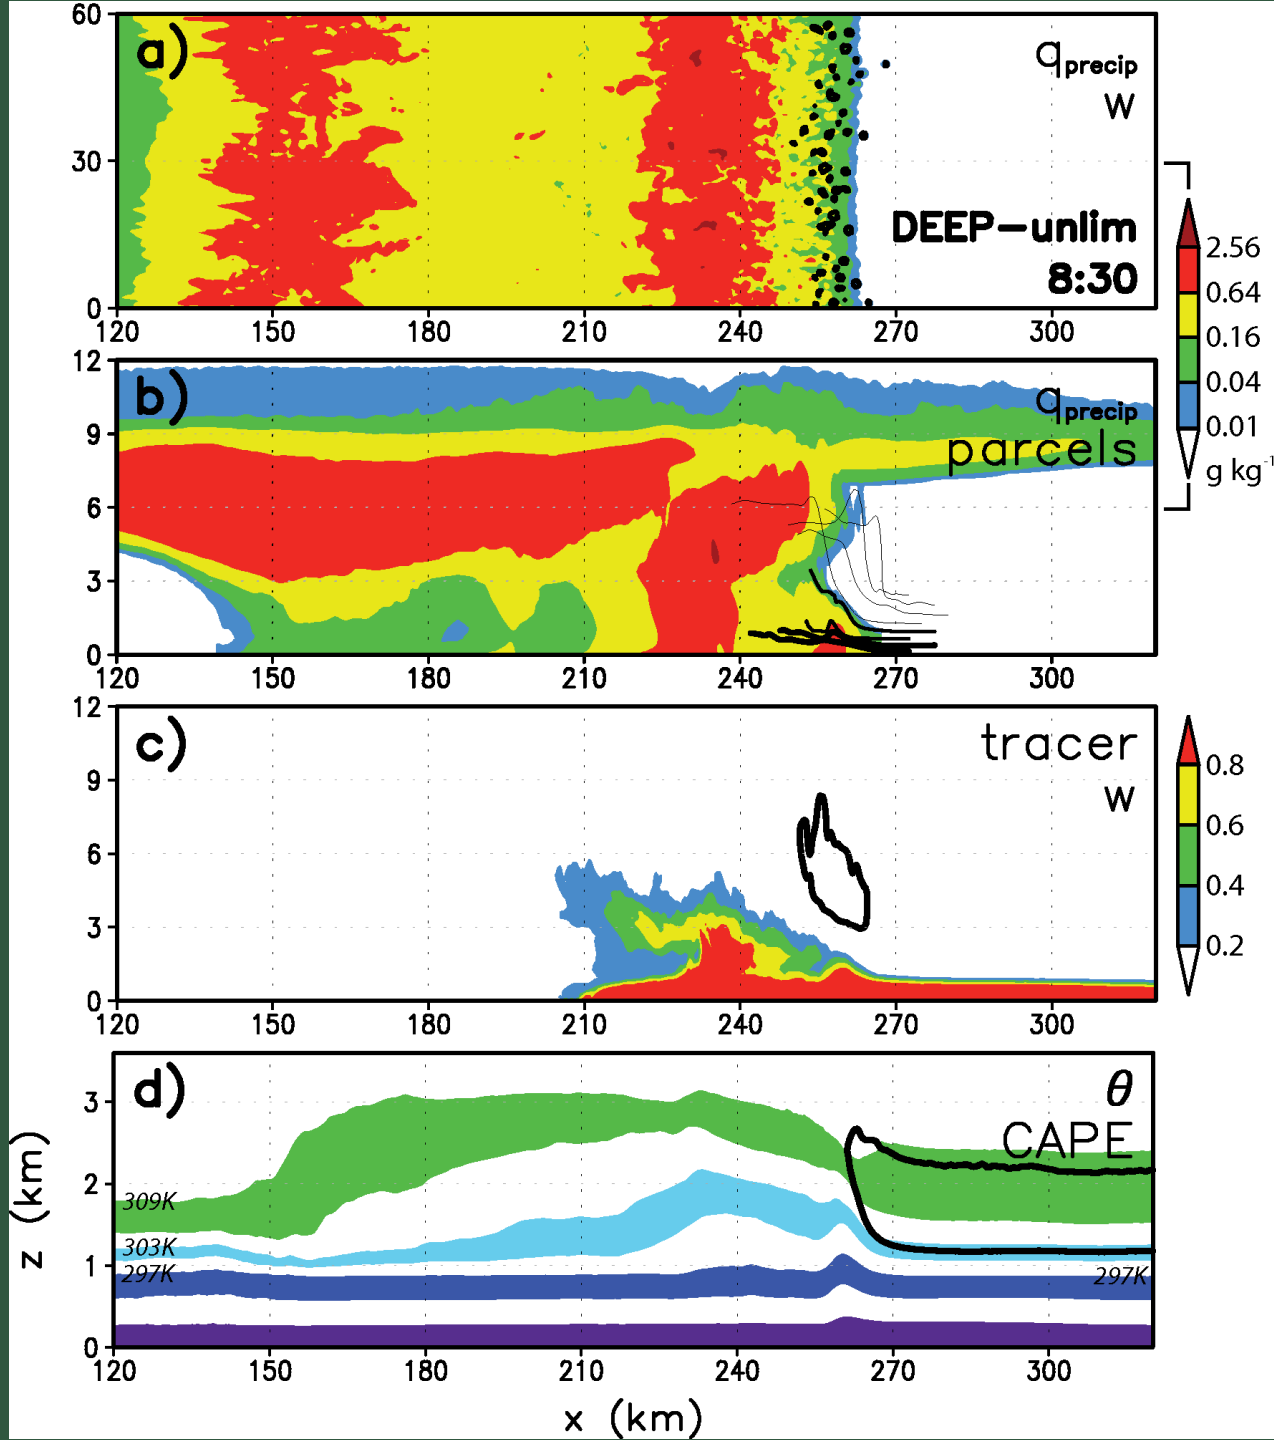 60
30
0
a)
q precip
w
DEEP−unlim
8:30
120 150 180 210 240 270 300
2.56
0.64
0.16
0.04
0.01
g kg⁻¹
12
9
6
3
0
b)
q precip
parcels
120 150 180 210 240 270 300
12
9
6
3
0
c)
tracer
w
120 150 180 210 240 270 300
0.8
0.6
0.4
0.2
3
2
1
0
z (km)
d)
θ
CAPE
309K
303K
297K
297K
120 150 180 210 240 270 300
x (km)